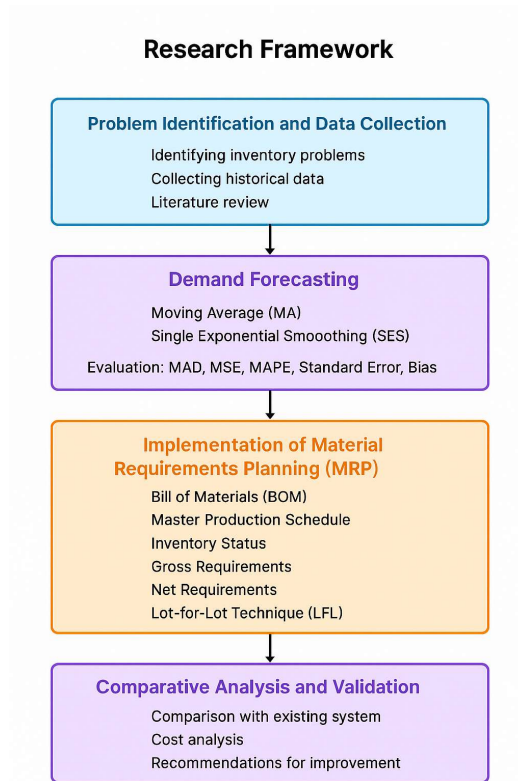 Research Framework
Problem Identification and Data Collection
Identifying inventory problems
Collecting historical data
Literature review
Demand Forecasting
Moving Average (MA)
Single Exponential Smooothing (SES)
Evaluation: MAD, MSE, MAPE, Standard Error, Bias
Implementation of Material
Requirements Planning (MRP)
Bill of Materials (BOM)
Master Production Schedule
Inventory Status
Gross Requirements
Net Requirements
Lot-for-Lot Technique (LFL)
Comparative Analysis and Validation
Comparison with existing system
Cost analysis
Recommendations for improvement